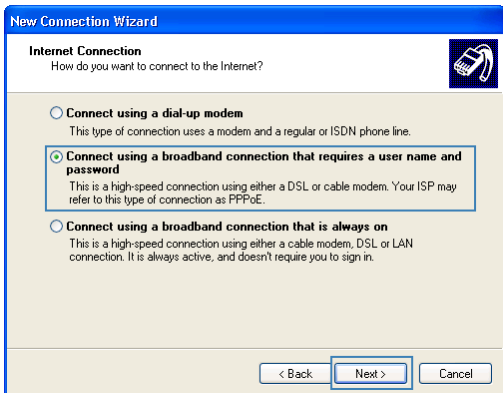 New Connection Wizard
Internet Connection
How do you want to connect to the Internet?
Connect using a dial-up modem
This type of connection uses a modem and a regular or ISDN phone line.
Connect using a broadband connection that requires a user name and
password
This is a high-speed connection using either a DSL or cable modem. Your ISP may
refer to this type of connection as PPPoE.
Connect using a broadband connection that is always on
This is a high-speed connection using either a cable modem, DSL or LAN
connection. It is always active, and doesn't require you to sign in.
< Back
Next >
Cancel